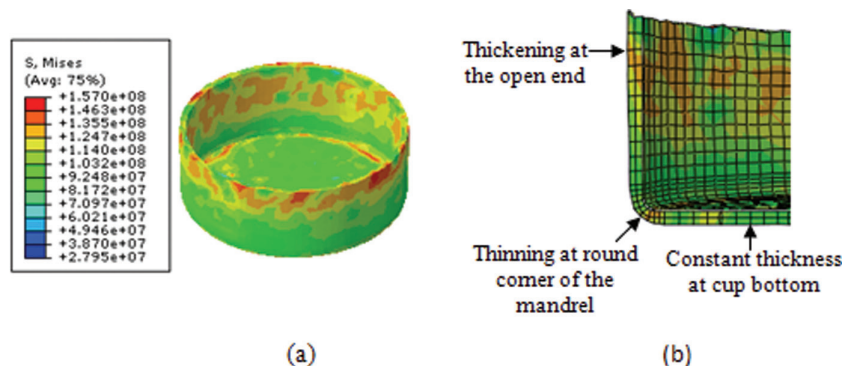 S, Mises
(Avg: 75%)
+1.570e+08
+1.463e+08
+1.355e+08
+1.247e+08
+1.140e+08
+1.032e+08
+9.248e+07
+8.172e+07
+7.097e+07
+6.021e+07
+4.946e+07
+3.870e+07
+2.795e+07
(a)
Thickening at
the open end
Thinning at round
corner of the
mandrel
Constant thickness
at cup bottom
(b)